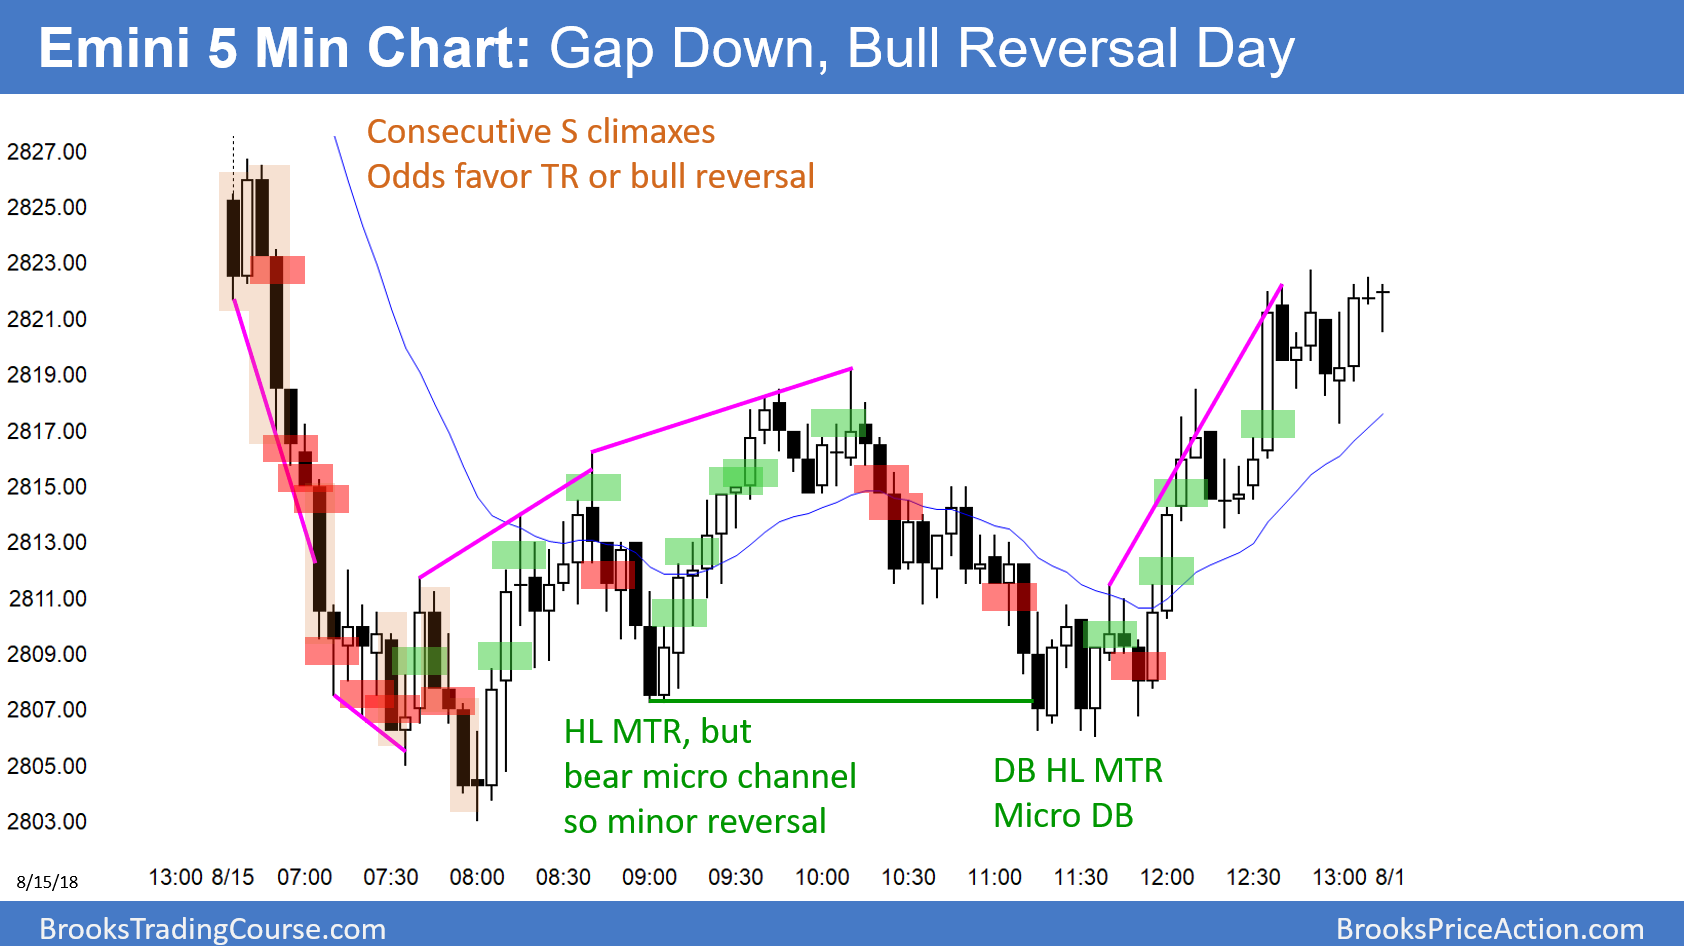 Emini 5 Min Chart: Gap Down, Bull Reversal Day
Consecutive S climaxes
Odds favor TR or bull reversal
2827.00
2825.00
2823.00
2821.00
2819.00
2817.00
2815.00
2813.00
2811.00
2809.00
2807.00
2805.00
2803.00
HL MTR, but
bear micro channel
so minor reversal
DB HL MTR
Micro DB
8/15/18
13:00 8/15 07:00 07:30 08:00 08:30 09:00 09:30 10:00 10:30 11:00 11:30 12:00 12:30 13:00 8/1
BrooksTradingCourse.com
BrooksPriceAction.com